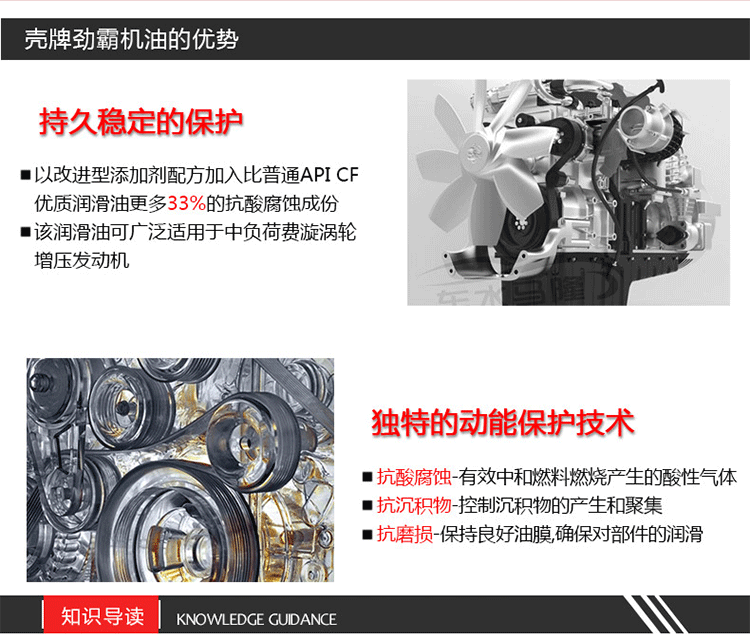 壳牌劲霸机油的优势
持久稳定的保护
■以改进型添加剂配方加入比普通API CF
优质润滑油更多33%的抗酸腐蚀成份
■该润滑油可广泛适用于中负荷费漩涡轮
增压发动机
独特的动能保护技术
■抗酸腐蚀-有效中和燃料燃烧产生的酸性气体
■抗沉积物-控制沉积物的产生和聚集
■抗磨损-保持良好油膜,确保对部件的润滑
知识导读 KNOWLEDGE GUIDANCE